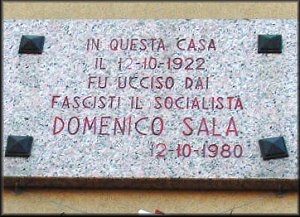 IN QUESTA CASA
IL 12-10-1922
FU UCCISO DAI
FASCISTI IL SOCIALISTA
DOMENICO SALA
12-10-1980